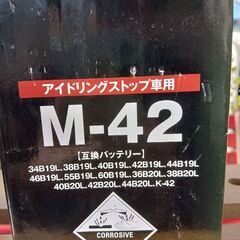 アイドリングストップ車用
M-42
【互換バッテリー】
34B19L.38B19L.40B19L.42B19L.44B19L
46B19L.55B19L.60B19L.36B20L.38B20L
40B20L.42B20L.44B20L.K-42
CORROSIVE